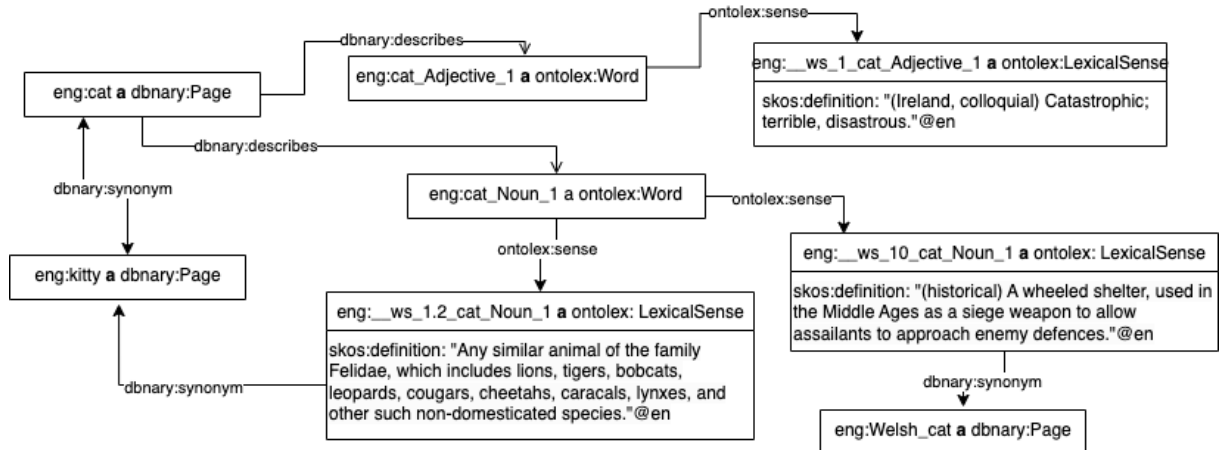 ontolex:sense
dbnary:describes
eng:cat_Adjective_1 a ontolex:Word
eng:__ws_1_cat_Adjective_1 a ontolex:LexicalSense
skos:definition: "(Ireland, colloquial) Catastrophic;
terrible, disastrous."@en
eng:cat a dbnary:Page
dbnary:describes
dbnary:synonym
eng:cat_Noun_1 a ontolex:Word
ontolex:sense
ontolex:sense
eng:kitty a dbnary:Page
eng:__ws_10_cat_Noun_1 a ontolex: LexicalSense
skos:definition: "(historical) A wheeled shelter, used in
the Middle Ages as a siege weapon to allow
assailants to approach enemy defences."@en
eng:__ws_1.2_cat_Noun_1 a ontolex: LexicalSense
skos:definition: "Any similar animal of the family
Felidae, which includes lions, tigers, bobcats,
leopards, cougars, cheetahs, caracals, lynxes, and
other such non-domesticated species."@en
dbnary:synonym
dbnary:synonym
eng:Welsh_cat a dbnary:Page